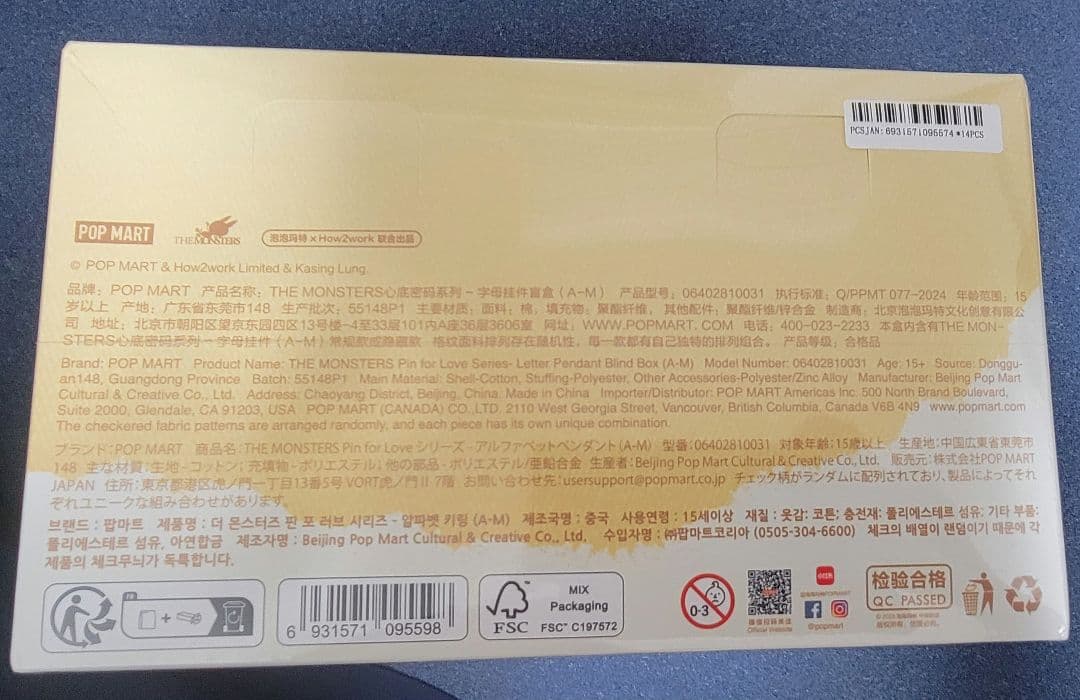 PCSJAN: 6931571095574*14PCS
POP MART THE MONSTERS 泡泡玛特 × How2work 联合出品
© POP MART & How2work Limited & Kasing Lung.
品牌：POP MART 产品名称：THE MONSTERS心底密码系列 - 字母挂件盲盒（A-M） 产品型号：06402810031 执行标准：Q/PPMT 077-2024 年龄范围：15
岁以上 产地：广东省东莞市148 生产批次：55148P1 主要材质：面料：棉，填充物：聚酯纤维，其他配件：聚酯纤维/锌合金 制造商：北京泡泡玛特文化创意有限公
司 地址：北京市朝阳区望京东园四区13号楼-4至33层101内A座36层3606室 网址：WWW.POPMART.COM 电话：400-023-2233 本盒内含有THE MON-
STERS心底密码系列 - 字母挂件（A-M）常规款或隐藏款 格纹面料排列存在随机性，每一款都有自己独特的排列组合。 产品等级：合格品
Brand: POP MART Product Name: THE MONSTERS Pin for Love Series- Letter Pendant Blind Box (A-M) Model Number: 06402810031 Age: 15+ Source: Donggu-
an148, Guangdong Province Batch: 55148P1 Main Material: Shell-Cotton, Stuffing-Polyester, Other Accessories-Polyester/Zinc Alloy Manufacturer: Beijing Pop Mart
Cultural & Creative Co., Ltd. Address: Chaoyang District, Beijing, China. Made in China Importer/Distributor: POP MART Americas Inc. 500 North Brand Boulevard,
Suite 2000, Glendale, CA 91203, USA POP MART (CANADA) CO.,LTD. 2110 West Georgia Street, Vancouver, British Columbia, Canada V6B 4N9 www.popmart.com
The checkered fabric patterns are arranged randomly, and each piece has its own unique combination.
ブランド：POP MART 商品名：THE MONSTERS Pin for Love シリーズ - アルファベットペンダント (A-M) 型番：06402810031 対象年齢：15歳以上 生産地：中国広東省東莞市
148 主な材質：生地 - コットン；充填物 - ポリエステル；他の部品 - ポリエステル/亜鉛合金 生産者：Beijing Pop Mart Cultural & Creative Co., Ltd. 販売元：株式会社POP MART
JAPAN 住所：東京都港区虎ノ門一丁目13番5号 VORT虎ノ門II 7階 お問い合わせ先：usersupport@popmart.co.jp チェック柄がランダムに配列されており、製品によってそ
ぞれユニークな組み合わせがあります。
브랜드 : 팝마트 제품명 : 더 몬스터즈 핀 포 러브 시리즈 - 알파벳 키링 (A-M) 제조국명 : 중국 사용연령 : 15세이상 재질 : 옷감: 코튼; 충전재: 폴리에스테르 섬유; 기타 부품:
폴리에스테르 섬유, 아연합금 제조자명 : Beijing Pop Mart Cultural & Creative Co., Ltd. 수입자명 : ㈜팝마트코리아 (0505-304-6600) 체크의 배열이 랜덤이기 때문에 각
제품의 체크무늬가 독특합니다.
FR
6 931571 095598
FSC
MIX
Packaging
FSC™ C197572
0-3
Official Website
小红书
@popmart
检验合格
QC PASSED